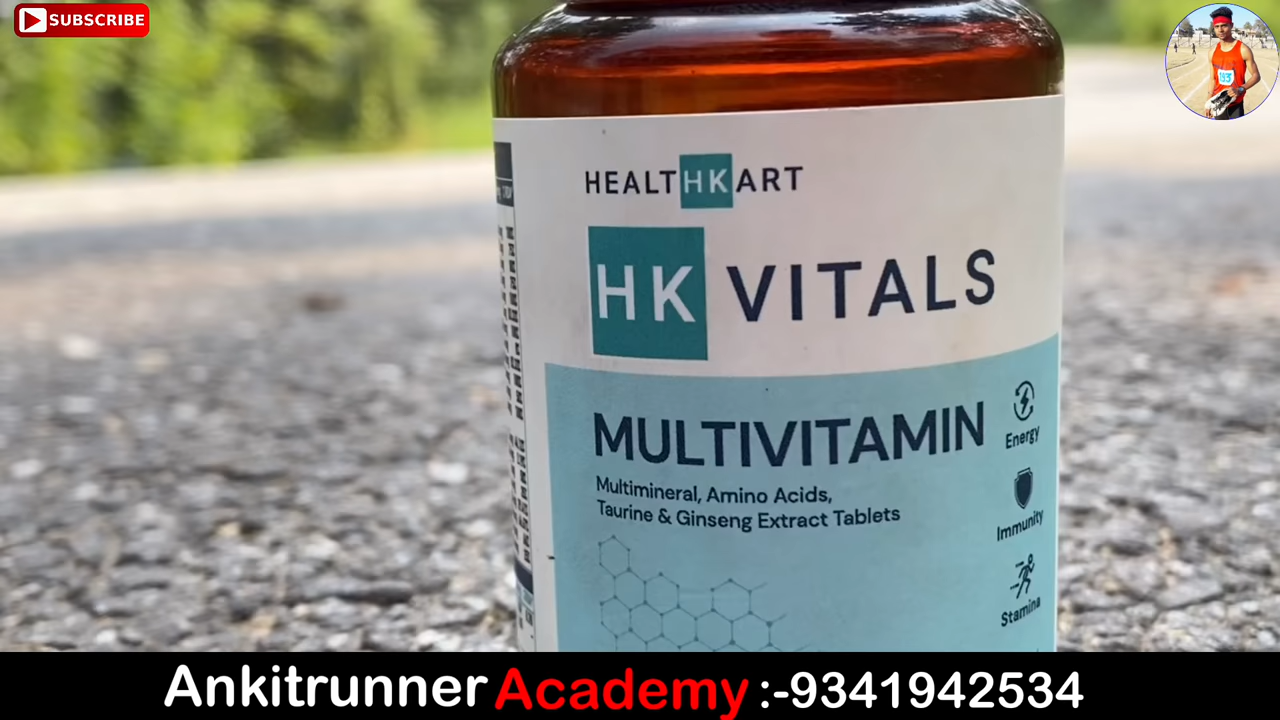 SUBSCRIBE
HEALTHKART
HK VITALS
MULTIVITAMIN
Multimineral, Amino Acids,
Taurine & Ginseng Extract Tablets
Energy
Immunity
Stamina
Ankitrunner Academy :-9341942534